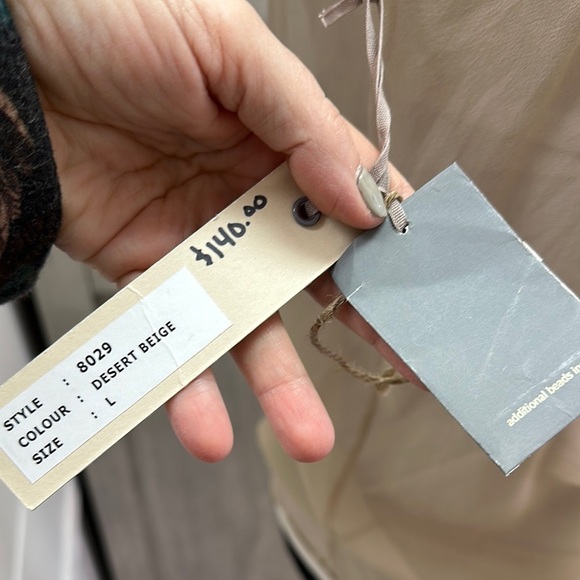 $140.00
STYLE : 8029
COLOUR : DESERT BEIGE
SIZE : L
additional beads in